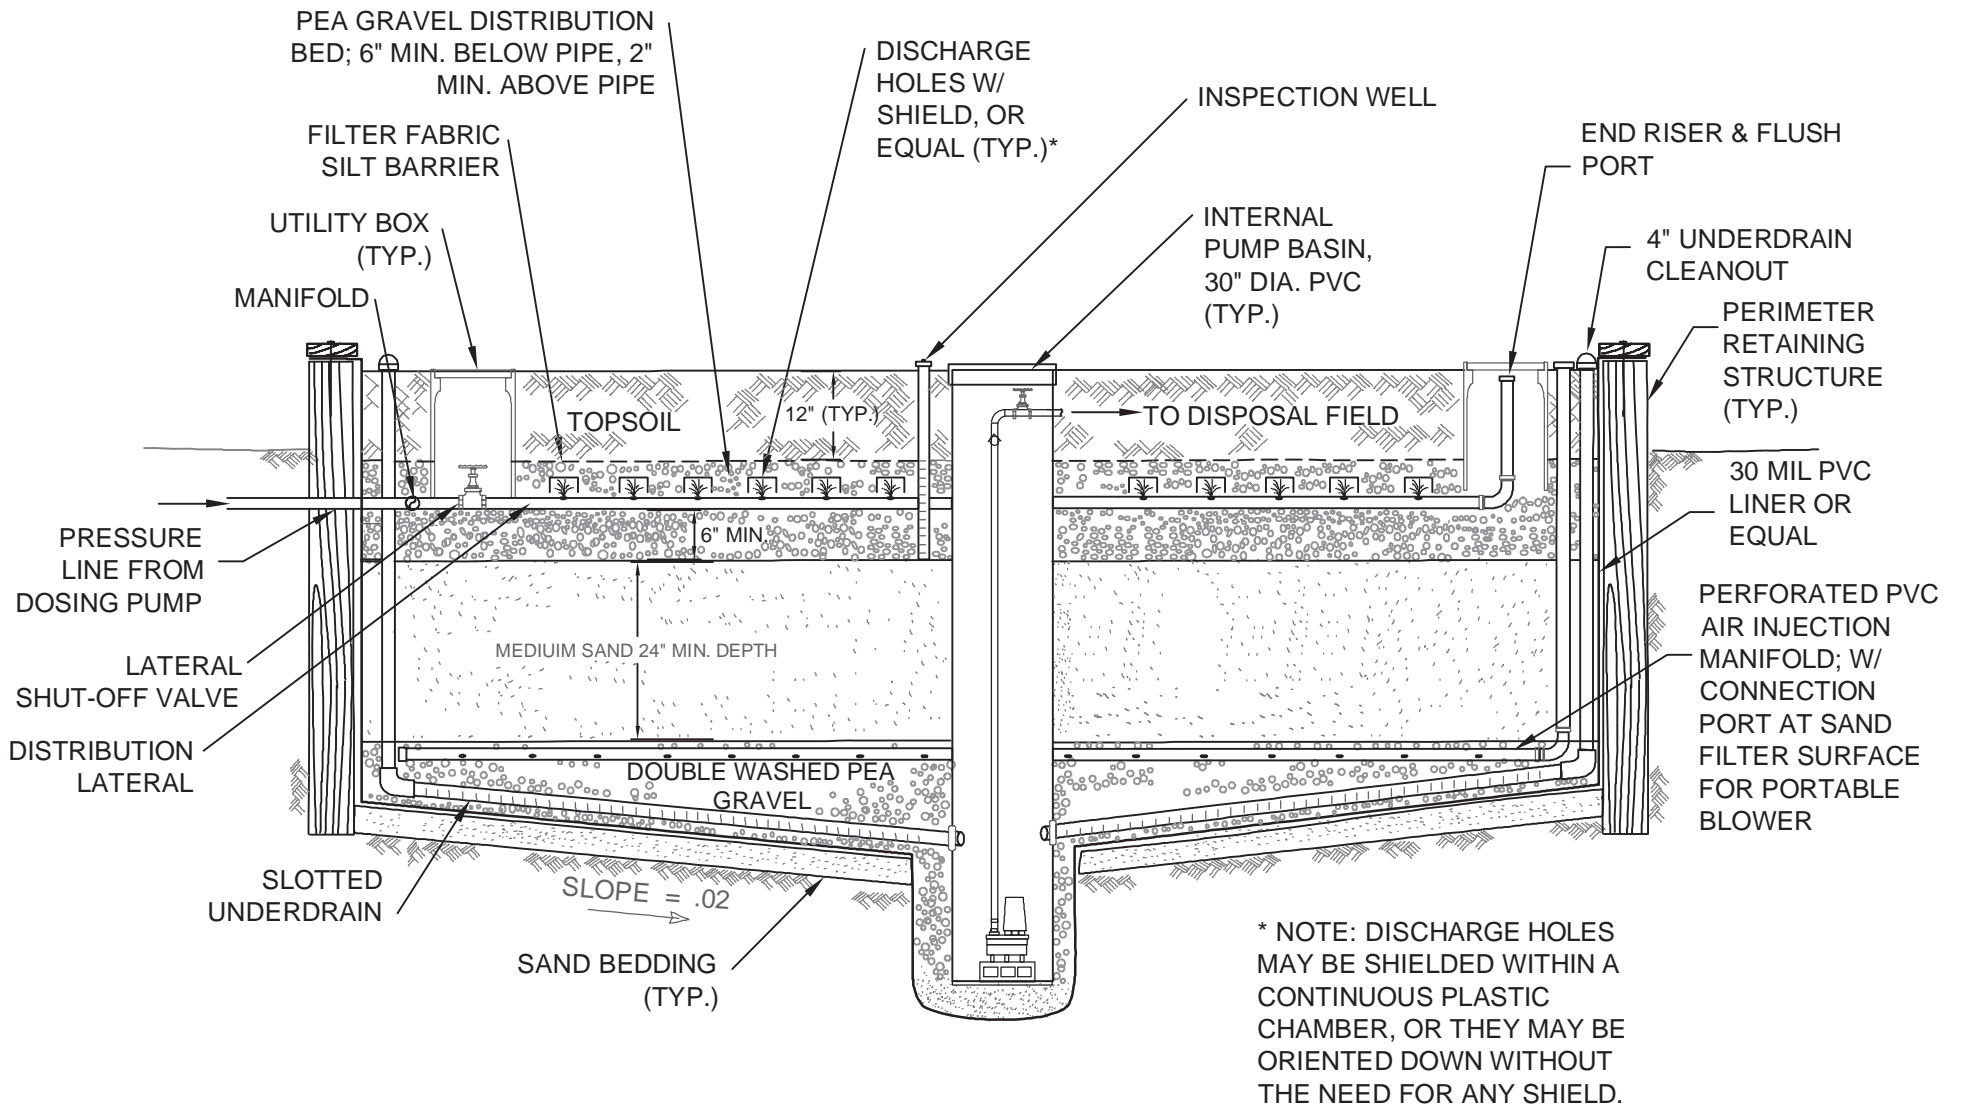 PEA GRAVEL DISTRIBUTION
BED; 6" MIN. BELOW PIPE, 2"
MIN. ABOVE PIPE
DISCHARGE
HOLES W/
SHIELD, OR
EQUAL (TYP.)*
INSPECTION WELL
END RISER & FLUSH
PORT
FILTER FABRIC
SILT BARRIER
UTILITY BOX
(TYP.)
INTERNAL
PUMP BASIN,
30" DIA. PVC
(TYP.)
4" UNDERDRAIN
CLEANOUT
MANIFOLD
PERIMETER
RETAINING
STRUCTURE
(TYP.)
TOPSOIL
12" (TYP.)
TO DISPOSAL FIELD
30 MIL PVC
LINER OR
EQUAL
PRESSURE
LINE FROM
DOSING PUMP
6" MIN.
PERFORATED PVC
AIR INJECTION
MANIFOLD; W/
CONNECTION
PORT AT SAND
FILTER SURFACE
FOR PORTABLE
BLOWER
MEDIUIM SAND 24" MIN. DEPTH
LATERAL
SHUT-OFF VALVE
DISTRIBUTION
LATERAL
DOUBLE WASHED PEA
GRAVEL
SLOTTED
UNDERDRAIN
SLOPE = .02
SAND BEDDING
(TYP.)
* NOTE: DISCHARGE HOLES
MAY BE SHIELDED WITHIN A
CONTINUOUS PLASTIC
CHAMBER, OR THEY MAY BE
ORIENTED DOWN WITHOUT
THE NEED FOR ANY SHIELD.